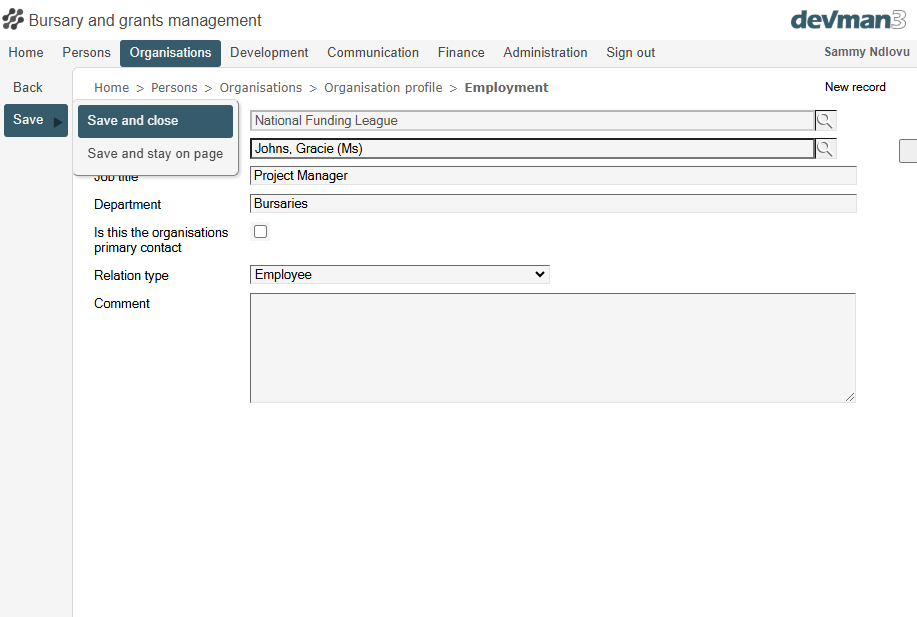 Bursary and grants management
devman3
Home Persons Organisations Development Communication Finance Administration Sign out
Sammy Ndlovu
Back
Home > Persons > Organisations > Organisation profile > Employment
New record
Save
Save and close
National Funding League
Save and stay on page
Johns, Gracie (Ms)
Job title
Project Manager
Department
Bursaries
Is this the organisations
primary contact
Relation type
Employee
Comment